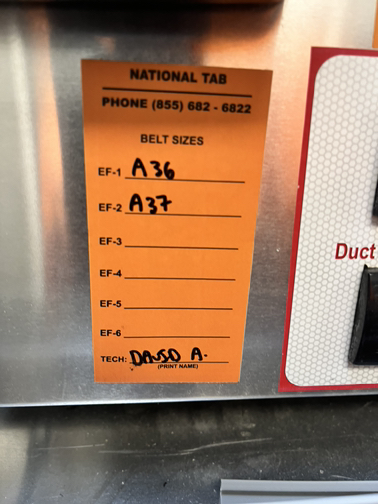 NATIONAL TAB
PHONE (855) 682 - 6822
BELT SIZES
EF-1 A36
EF-2 A37
EF-3
EF-4
EF-5
EF-6
TECH: A.
(PRINT NAME)
Duct